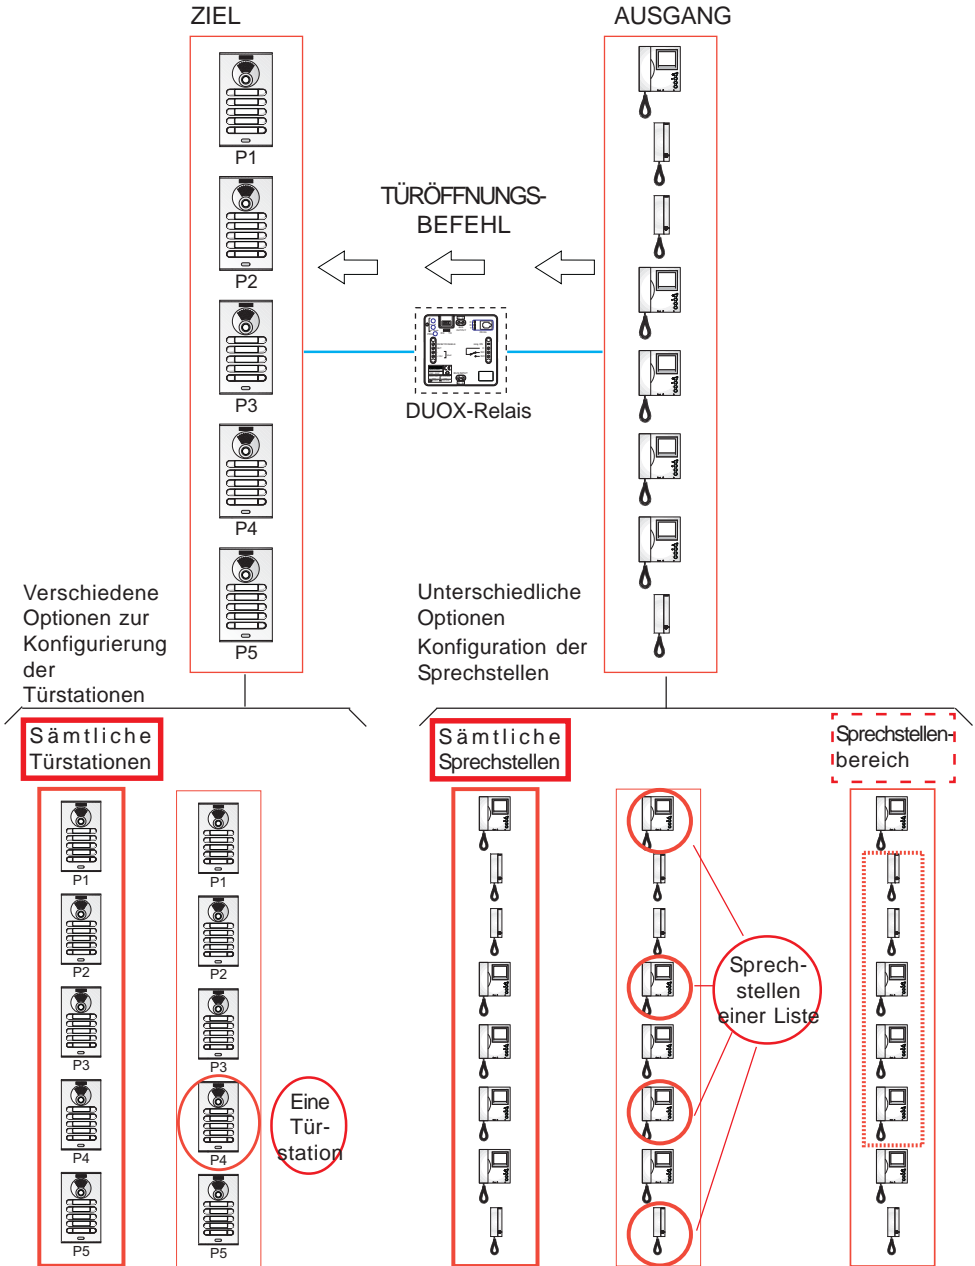 ZIEL
AUSGANG
P1
P2
P3
P4
P5
TÜRÖFFNUNGS-
BEFEHL
DUOX-Relais
Verschiedene
Optionen zur
Konfigurierung
der
Türstationen
Unterschiedliche
Optionen
Konfiguration der
Sprechstellen
Sämtliche
Türstationen
Sämtliche
Sprechstellen
Sprechstellen-
bereich
P1
P2
P3
P4
P5
P1
P2
P3
P4
P5
Eine
Tür-
station
Sprech-
stellen
einer Liste